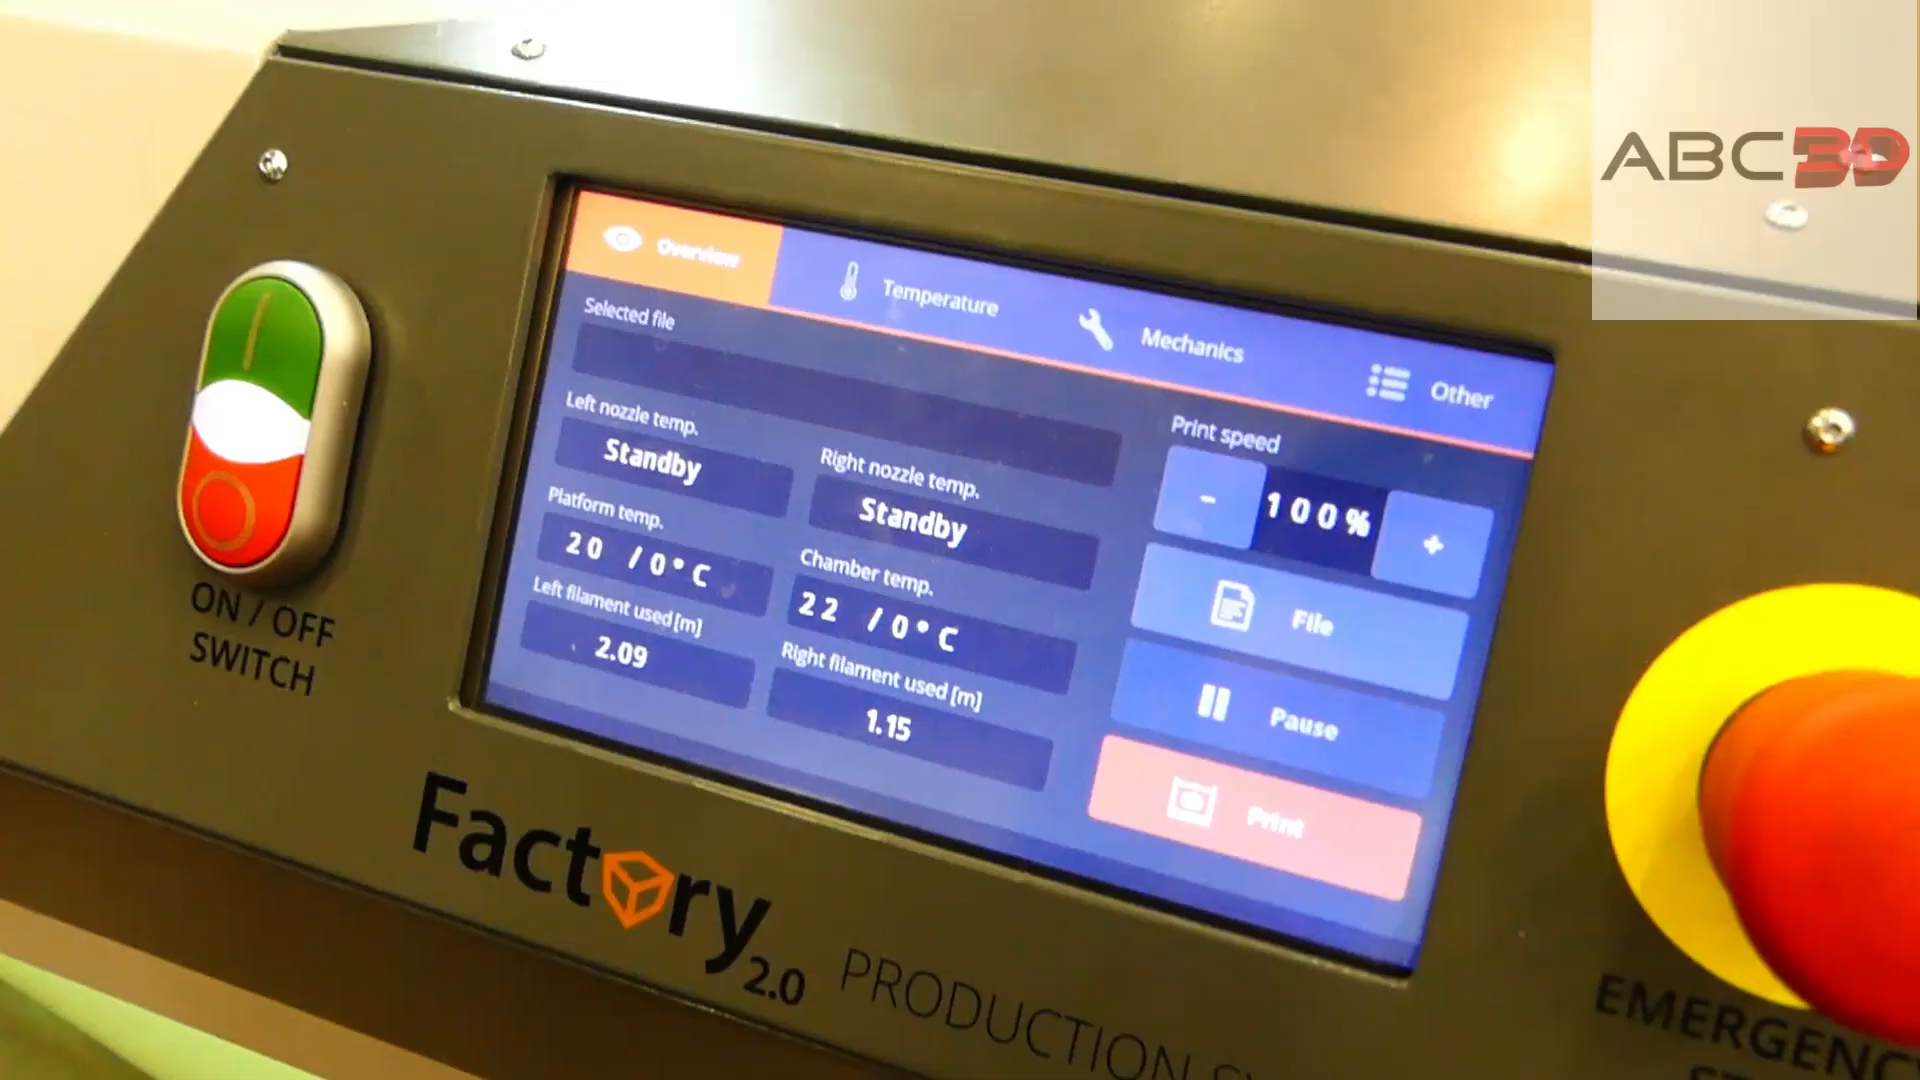 ABC3D
Overview
Temperature
Mechanics
Other
Selected file
Print speed
- 100% +
Left nozzle temp.
Standby
Right nozzle temp.
Standby
Platform temp.
20 /0°C
Chamber temp.
22 /0°C
Left filament used [m]
2.09
Right filament used [m]
1.15
File
Pause
Print
ON / OFF
SWITCH
Factory 2.0
PRODUCTION